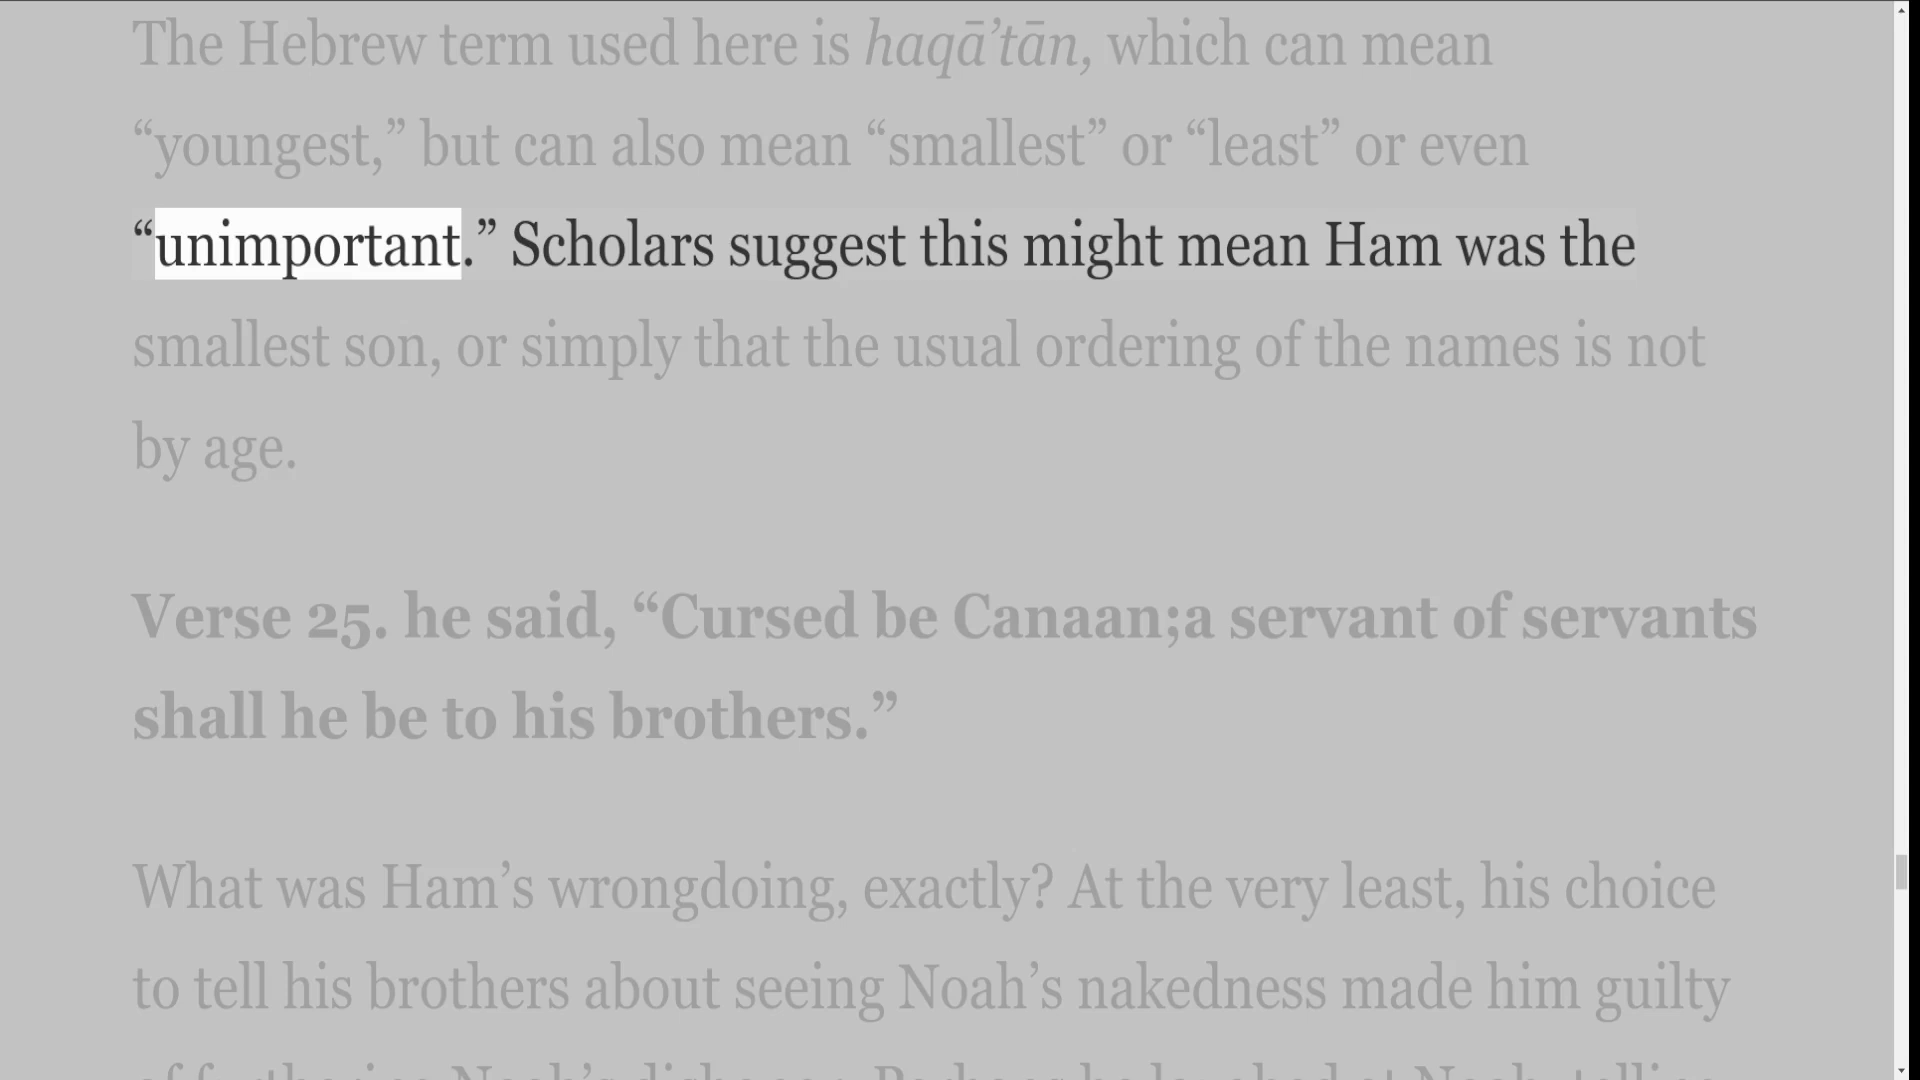 The Hebrew term used here is haqā’tān, which can mean
“youngest,” but can also mean “smallest” or “least” or even
“unimportant.” Scholars suggest this might mean Ham was the
smallest son, or simply that the usual ordering of the names is not
by age.
Verse 25. he said, “Cursed be Canaan;a servant of servants
shall he be to his brothers.”
What was Ham’s wrongdoing, exactly? At the very least, his choice
to tell his brothers about seeing Noah’s nakedness made him guilty